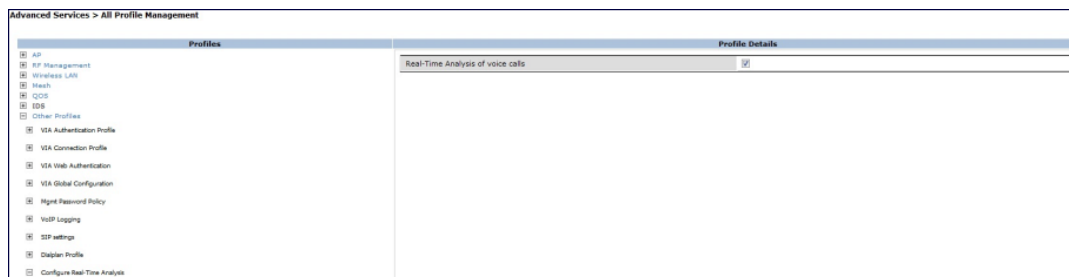 Advanced Services > All Profile Management
Profiles
AP
RF Management
Wireless LAN
Mesh
QOS
IDS
Other Profiles
VIA Authentication Profile
VIA Connection Profile
VIA Web Authentication
VIA Global Configuration
Mgmt Password Policy
VoIP Logging
SIP settings
Dialplan Profile
Configure Real-Time Analysis
Profile Details
Real-Time Analysis of voice calls